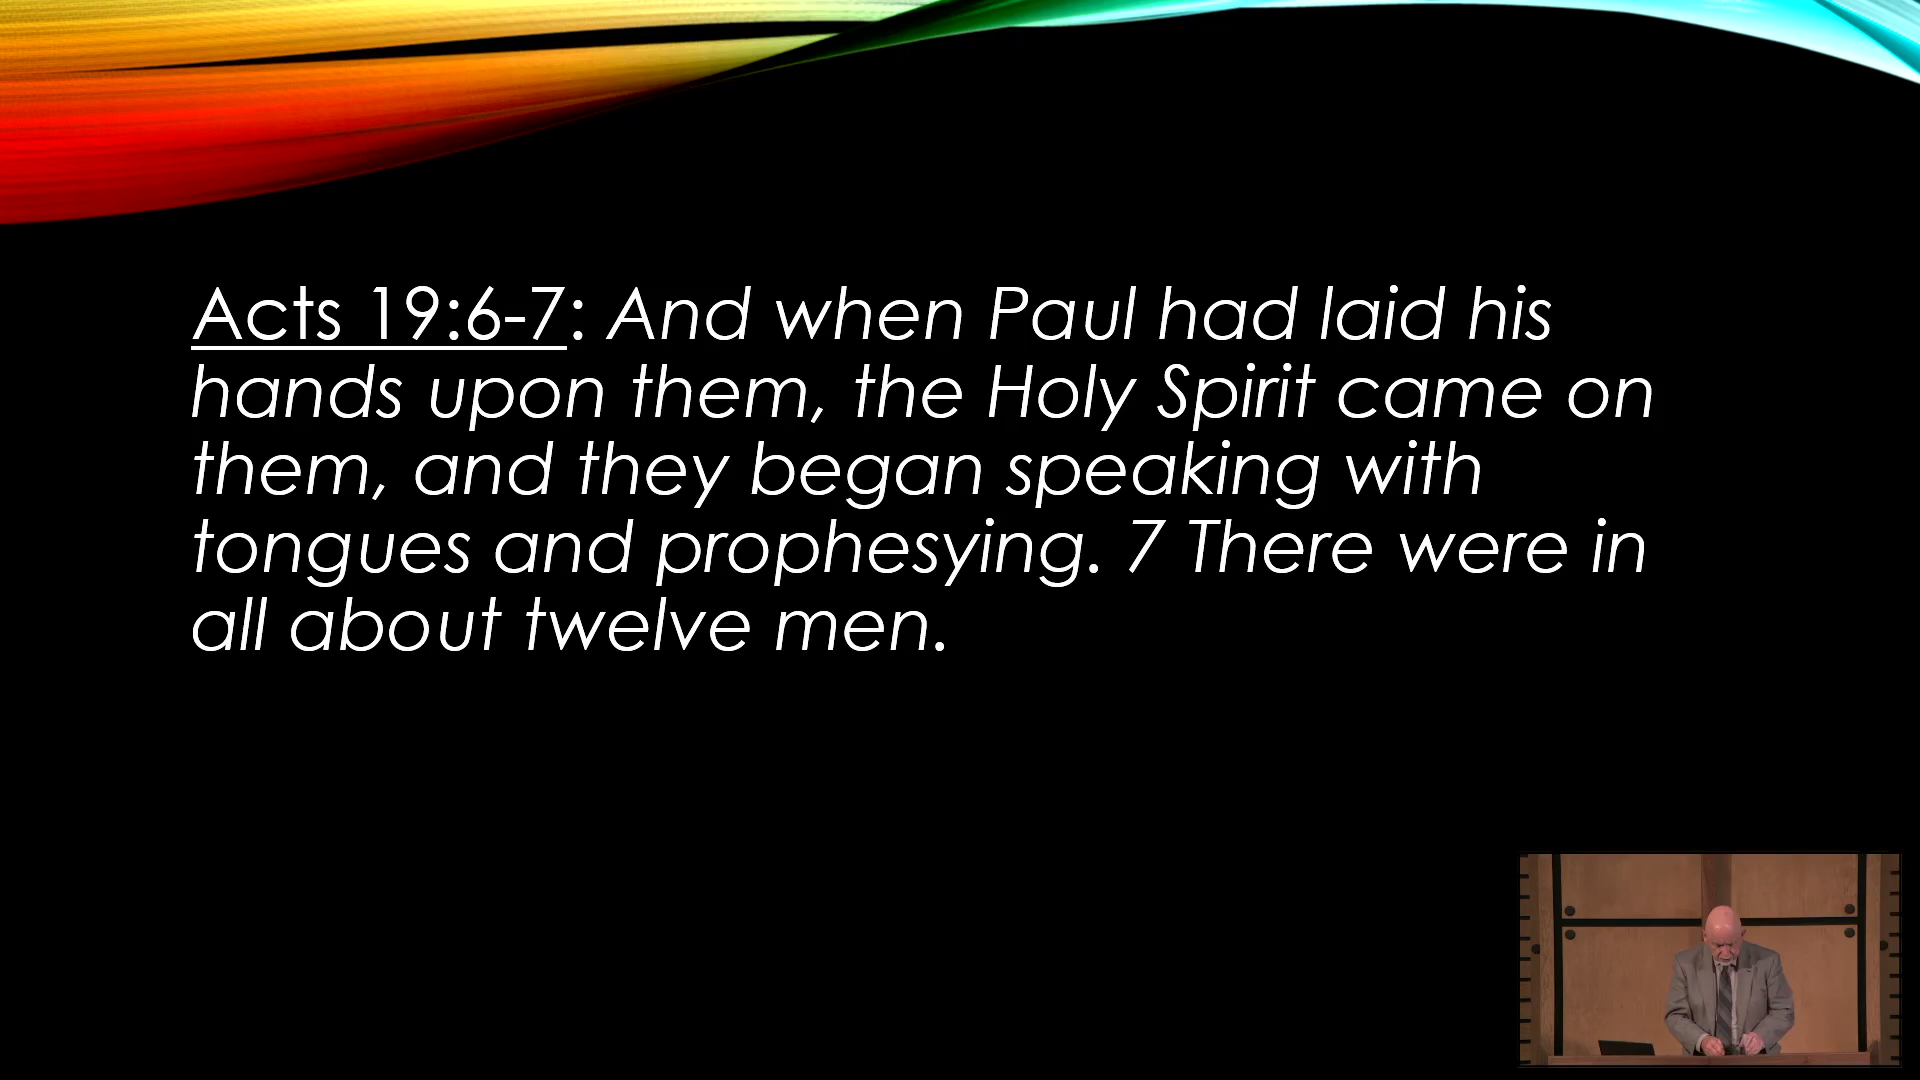 Acts 19:6-7: And when Paul had laid his
hands upon them, the Holy Spirit came on
them, and they began speaking with
tongues and prophesying. 7 There were in
all about twelve men.